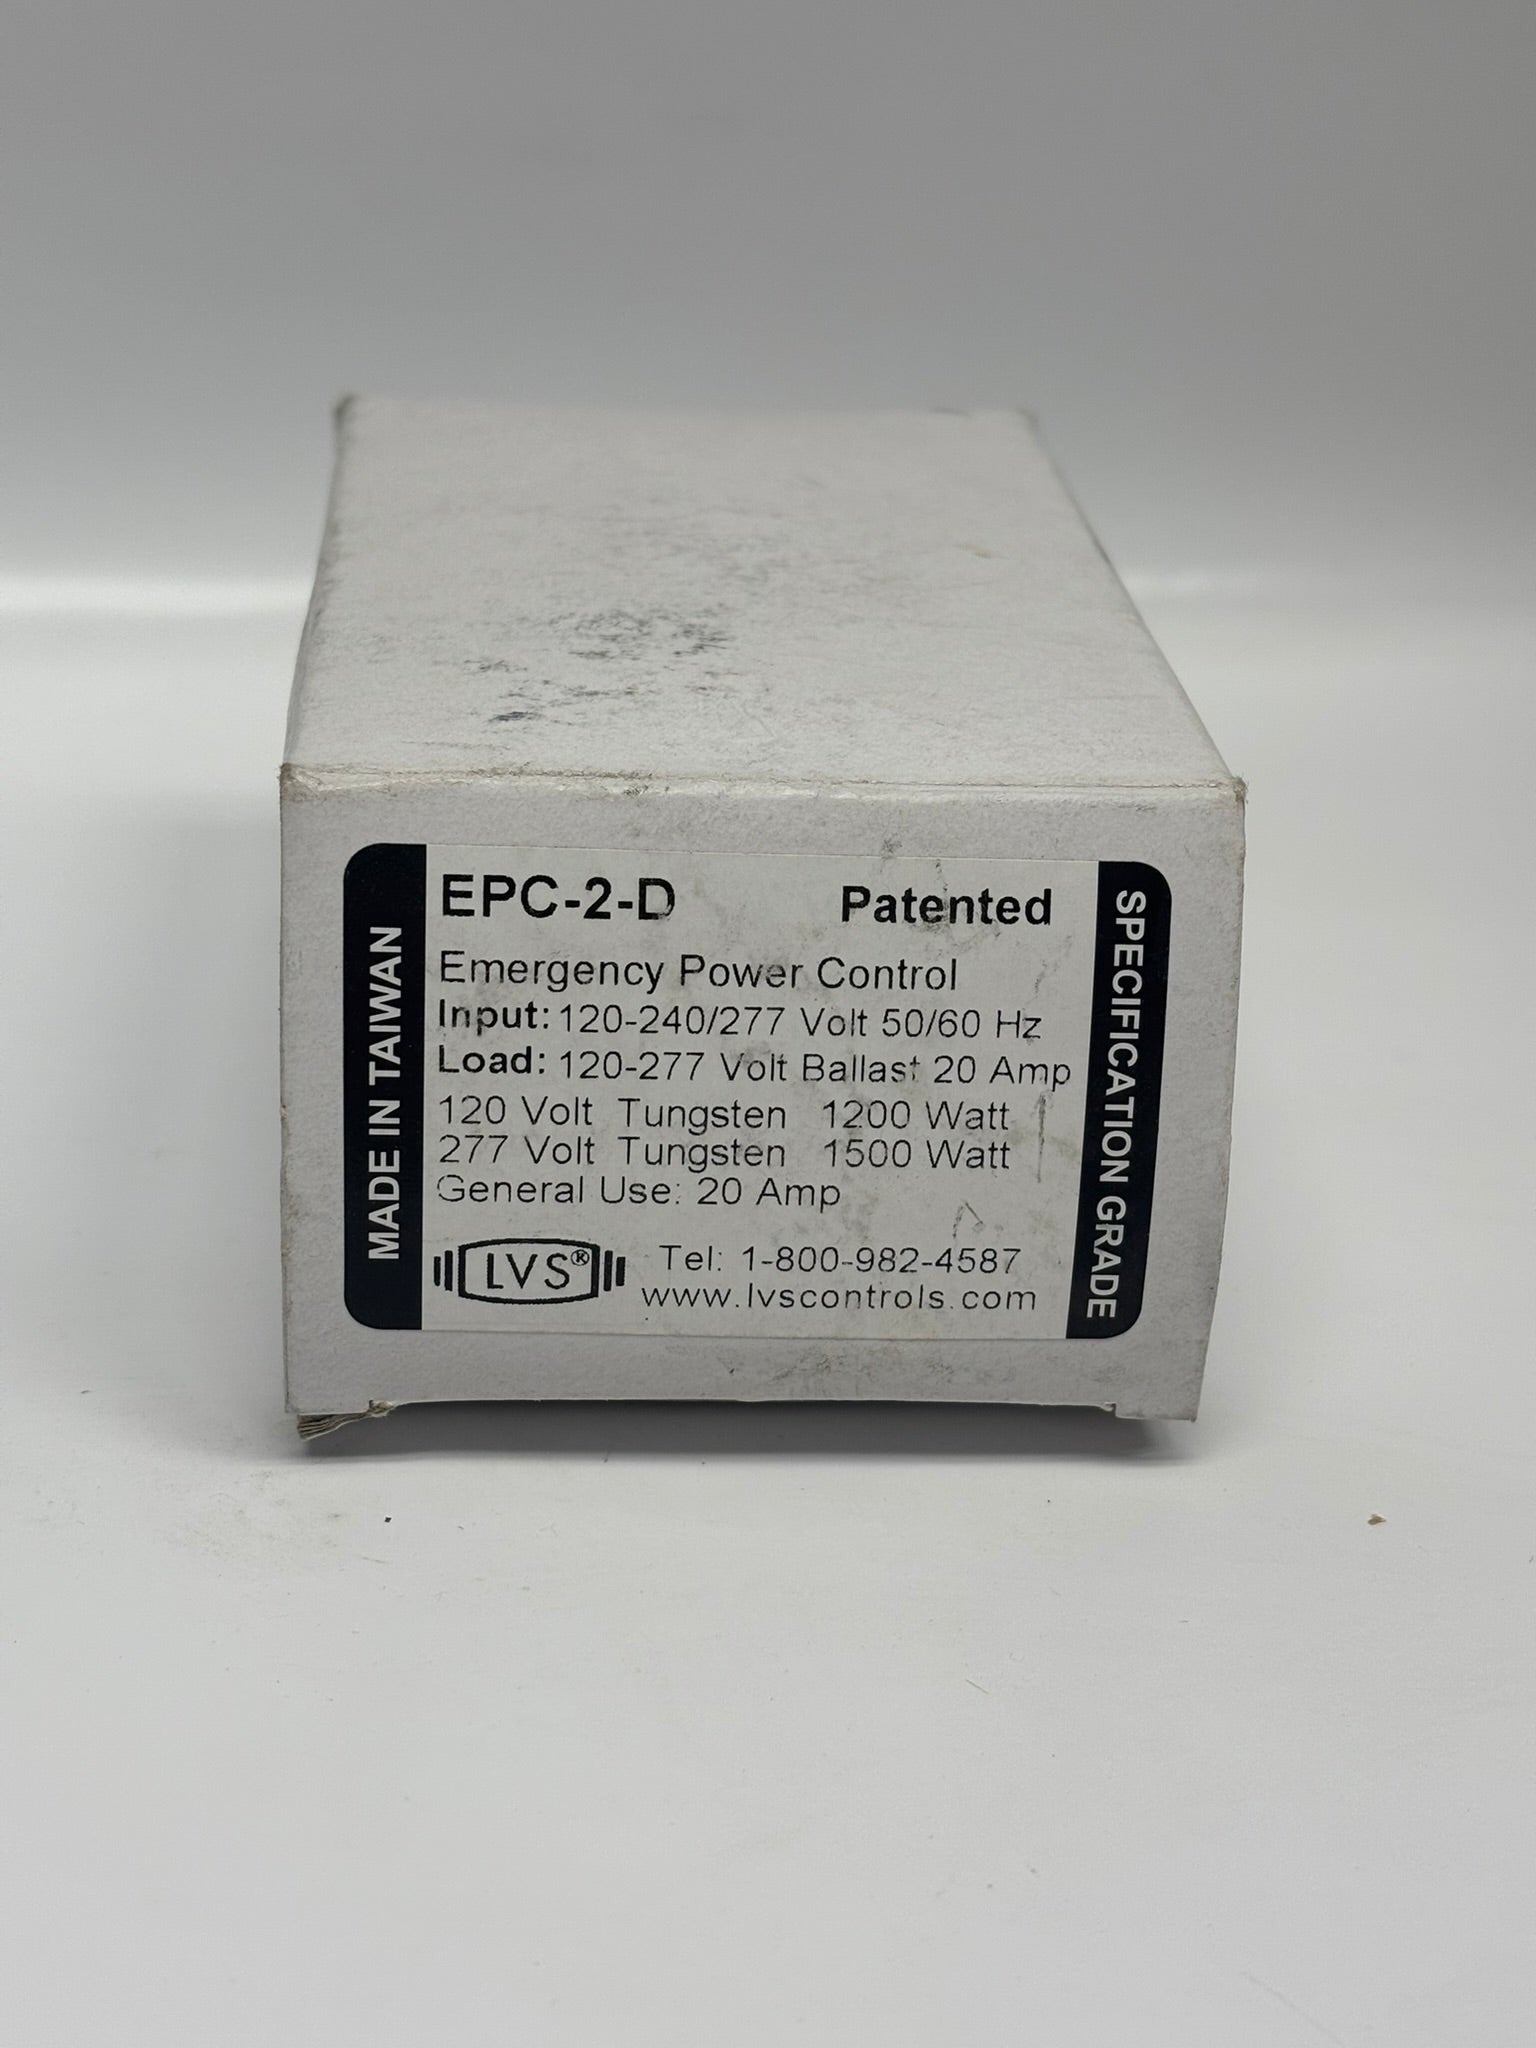 MADE IN TAIWAN
EPC-2-D Patented
Emergency Power Control
Input: 120-240/277 Volt 50/60 Hz
Load: 120-277 Volt Ballast 20 Amp
120 Volt Tungsten 1200 Watt
277 Volt Tungsten 1500 Watt
General Use: 20 Amp
LVS® Tel: 1-800-982-4587
www.lvscontrols.com
SPECIFICATION GRADE